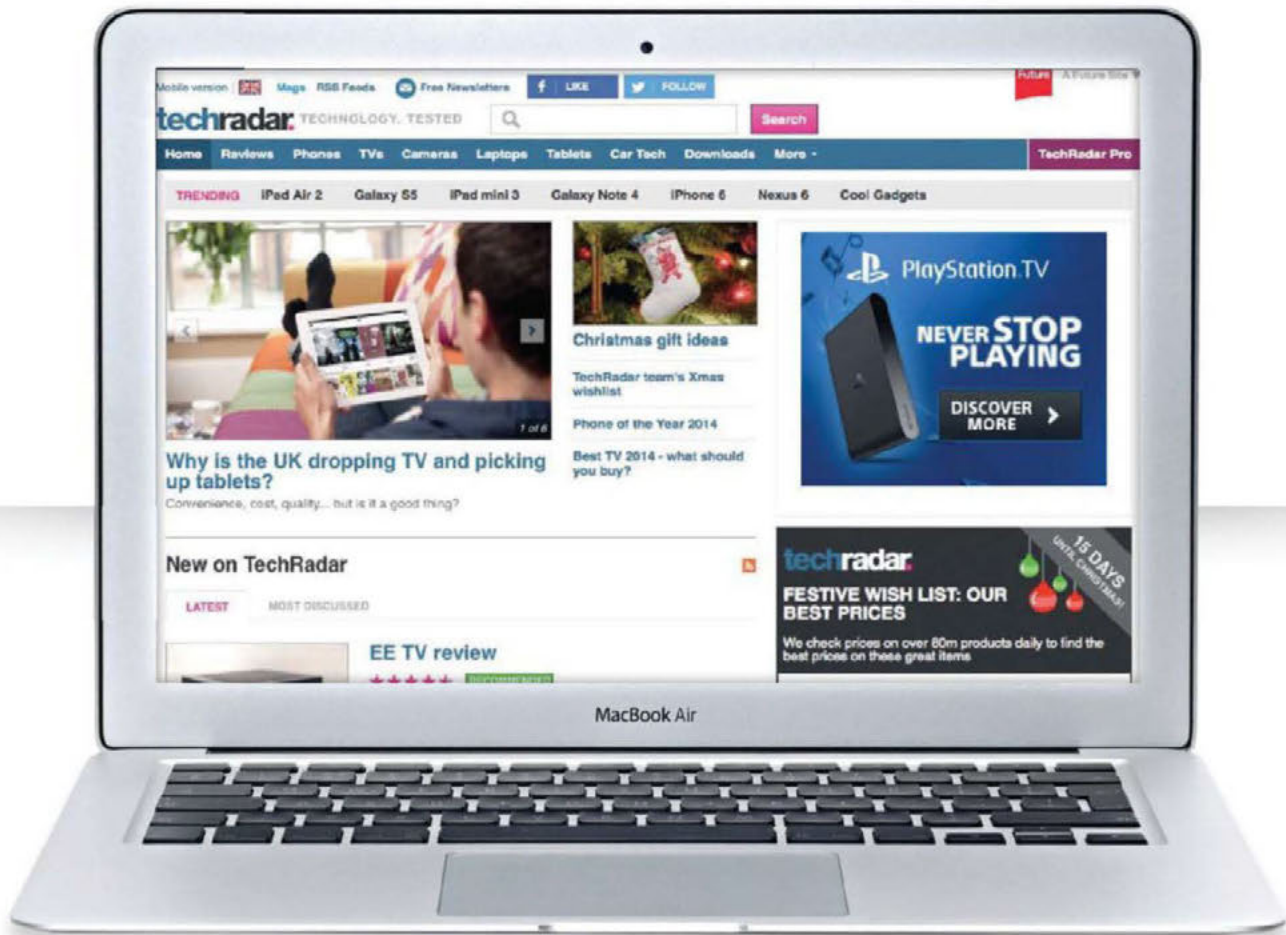 Mobile version Mags RSS Feeds Free Newsletters f LIKE FOLLOW Future A Future Site
techradar. TECHNOLOGY. TESTED Search
Home Reviews Phones TVs Cameras Laptops Tablets Car Tech Downloads More TechRadar Pro
TRENDING iPad Air 2 Galaxy S5 iPad mini 3 Galaxy Note 4 iPhone 6 Nexus 6 Cool Gadgets
1 of 6
Why is the UK dropping TV and picking
up tablets?
Convenience, cost, quality... but is it a good thing?
Christmas gift ideas
TechRadar team's Xmas
wishlist
Phone of the Year 2014
Best TV 2014 - what should
you buy?
PlayStation.TV
NEVER STOP
PLAYING
DISCOVER
MORE
New on TechRadar
LATEST MOST DISCUSSED
EE TV review
RECOMMENDED
techradar.
15 DAYS
UNTIL CHRISTMAS!
FESTIVE WISH LIST: OUR
BEST PRICES
We check prices on over 80m products daily to find the
best prices on these great items
MacBook Air